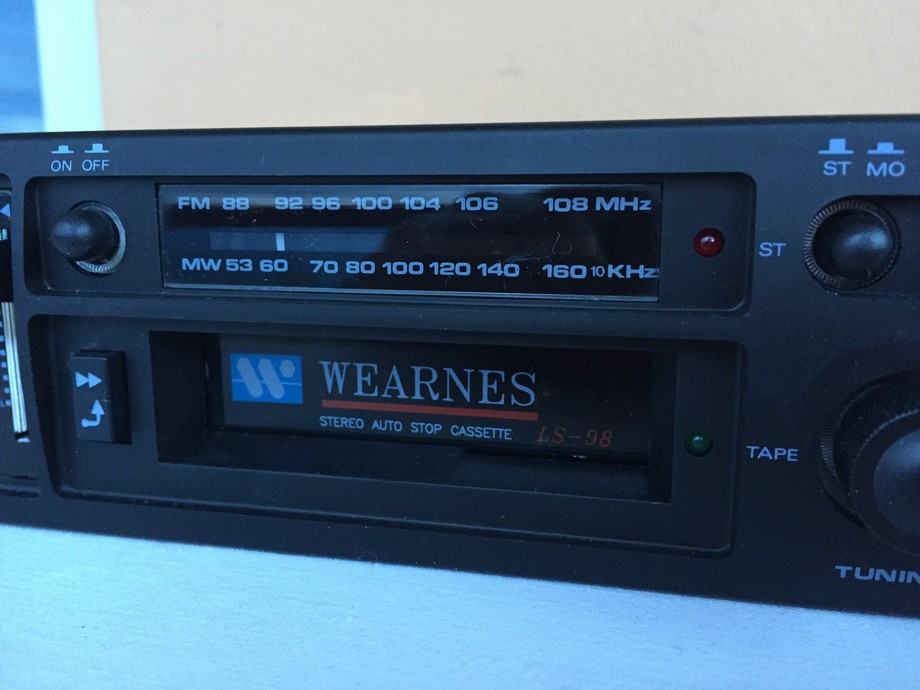 ON OFF
ST MO
FM 88 92 96 100 104 106 108 MHz
MW 53 60 70 80 100 120 140 160 10 KHz
ST
WEARNES
STEREO AUTO STOP CASSETTE LS-98
TAPE
TUNIN